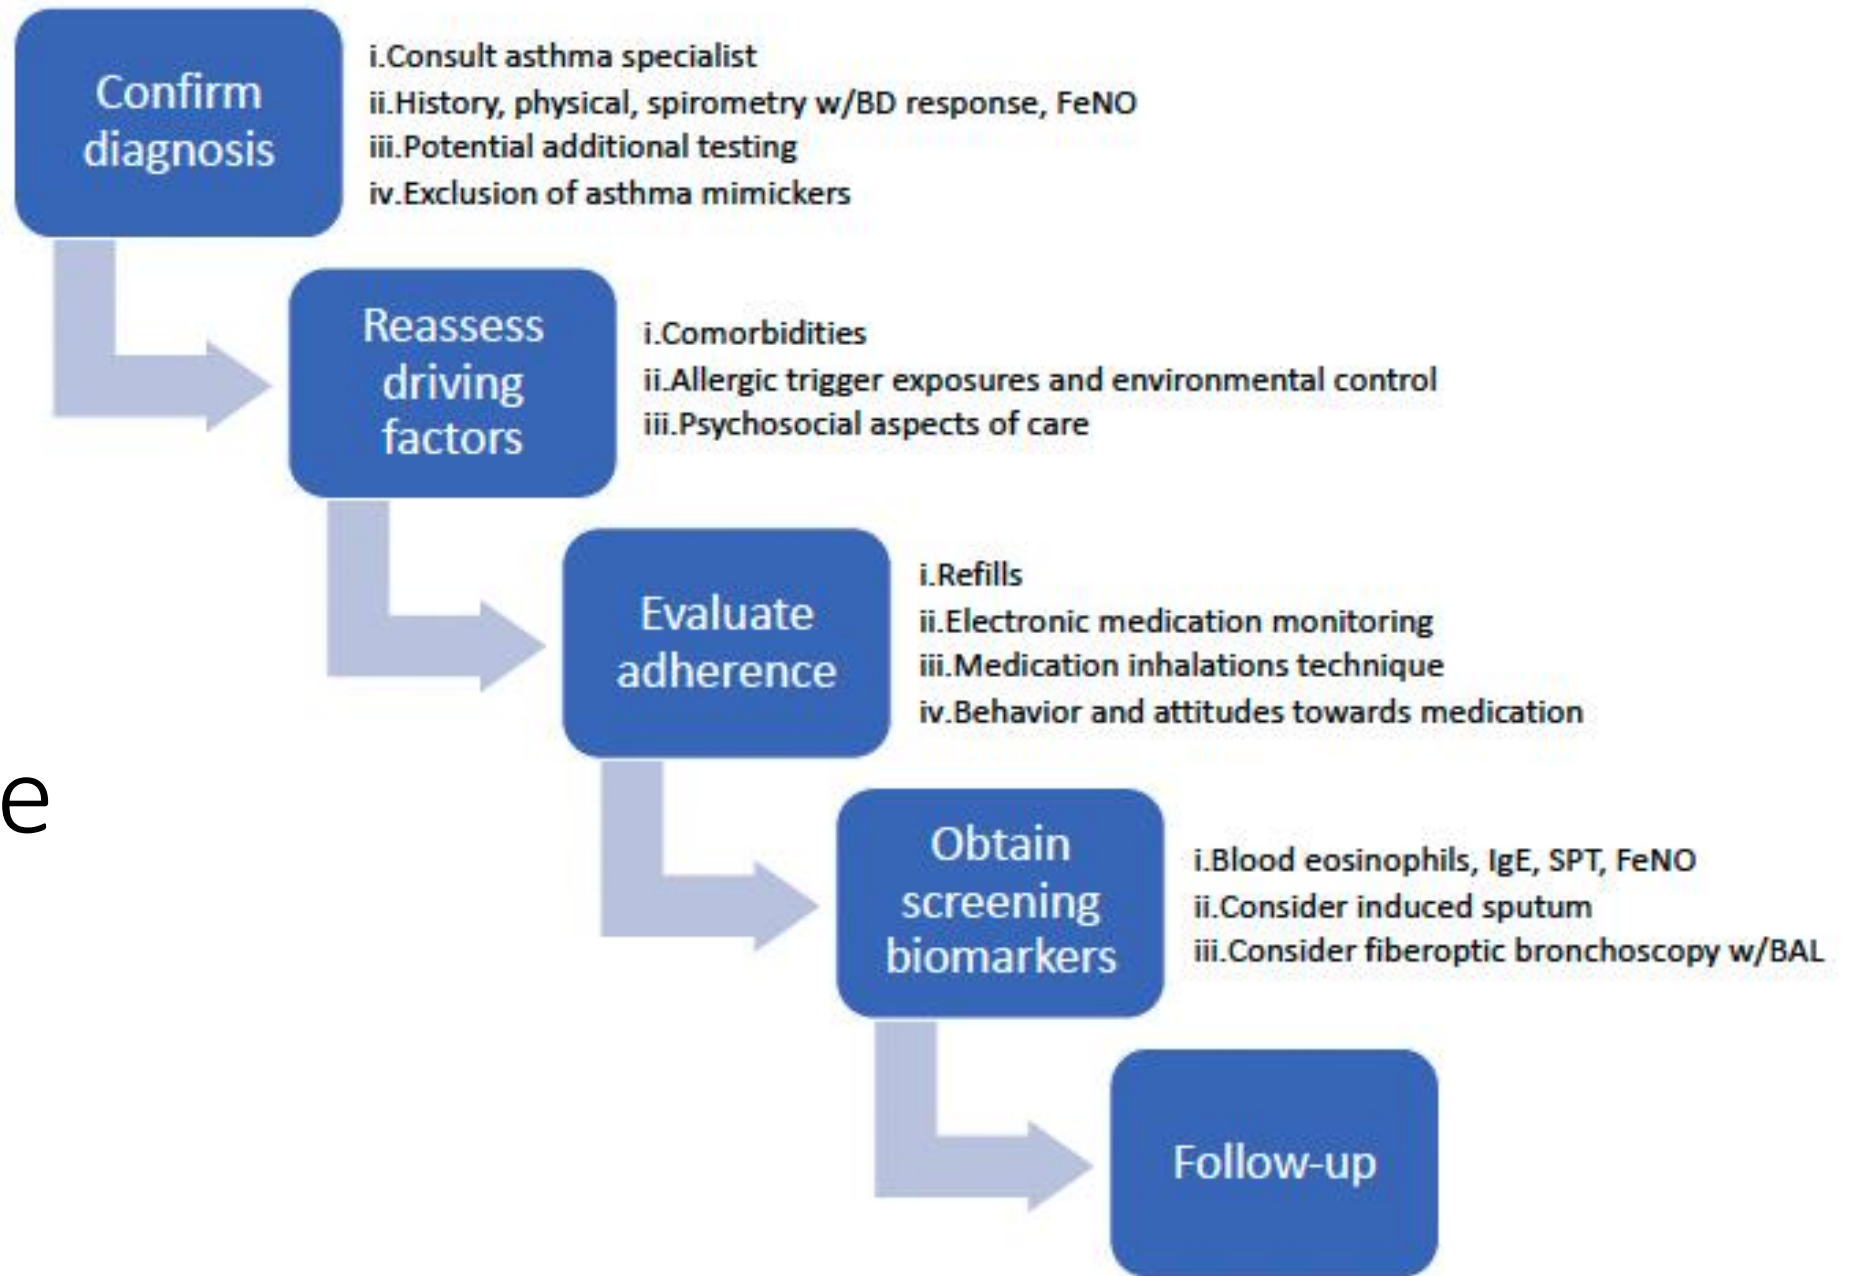 Confirm
diagnosis
i.Consult asthma specialist
ii.History, physical, spirometry w/BD response, FeNO
iii.Potential additional testing
iv.Exclusion of asthma mimickers
Reassess
driving
factors
i.Comorbidities
ii.Allergic trigger exposures and environmental control
iii.Psychosocial aspects of care
Evaluate
adherence
i.Refills
ii.Electronic medication monitoring
iii.Medication inhalations technique
iv.Behavior and attitudes towards medication
e
Obtain
screening
biomarkers
i.Blood eosinophils, IgE, SPT, FeNO
ii.Consider induced sputum
iii.Consider fiberoptic bronchoscopy w/BAL
Follow-up